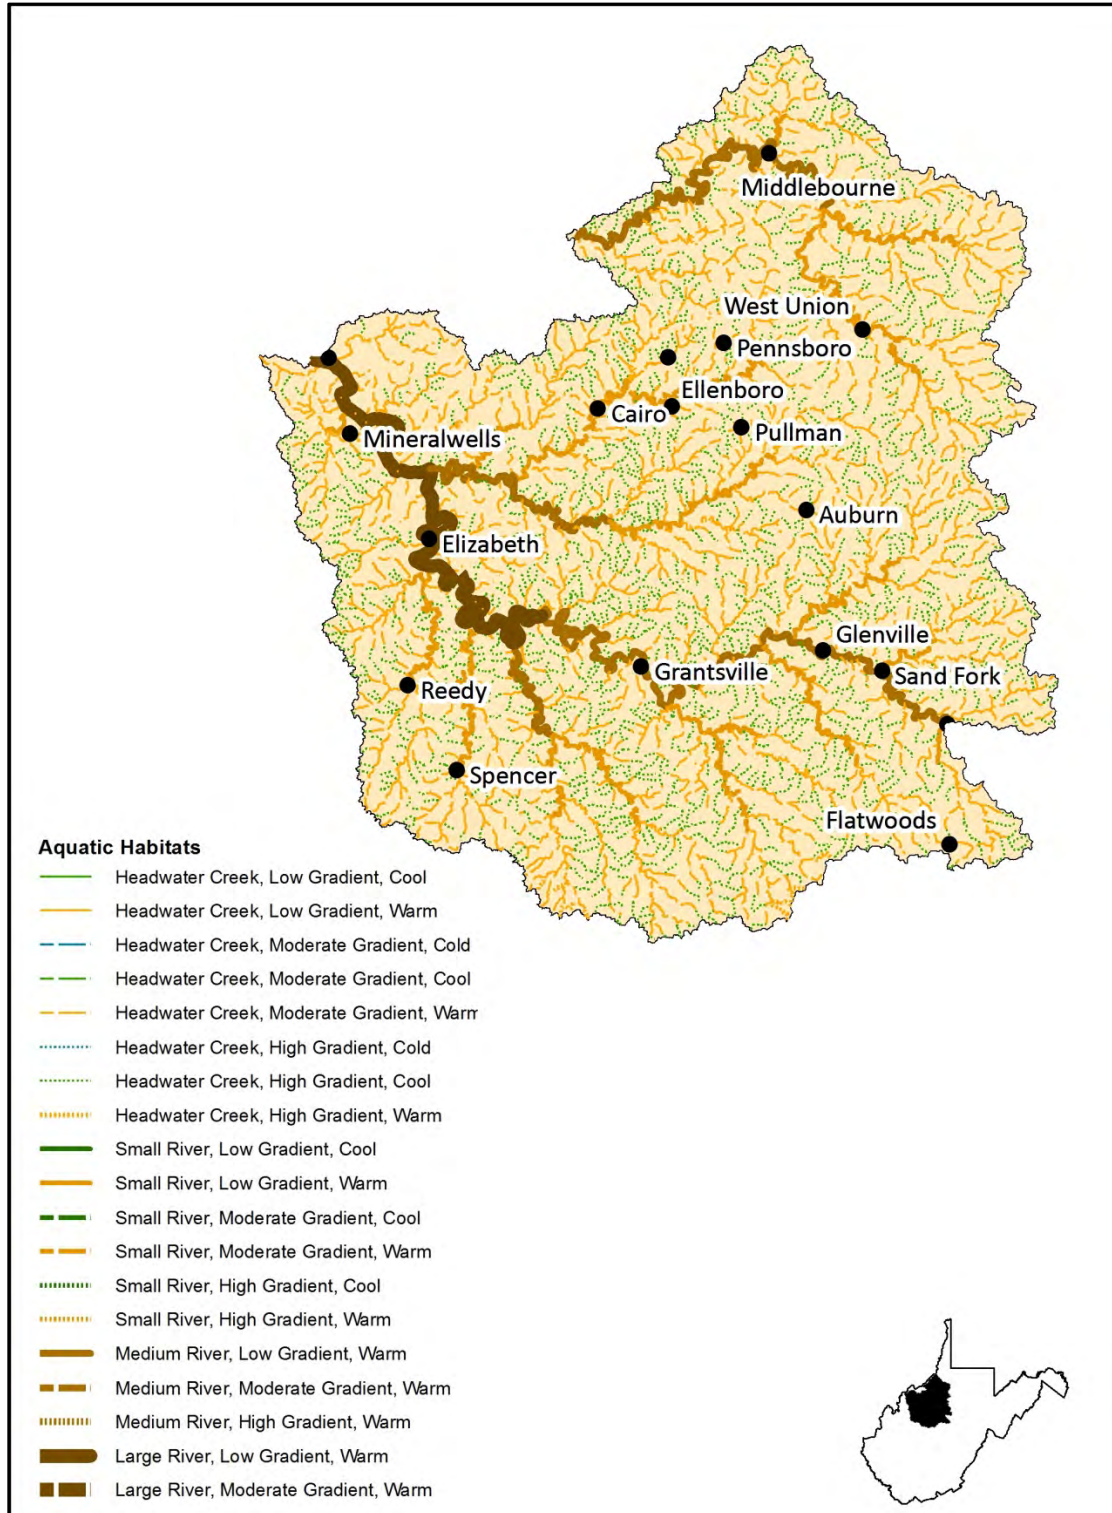 Middlebourne
West Union
Pennsboro
Ellenboro
Cairo
Pullman
Mineralwells
Auburn
Elizabeth
Glenville
Grantsville
Sand Fork
Reedy
Spencer
Flatwoods
Aquatic Habitats
Headwater Creek, Low Gradient, Cool
Headwater Creek, Low Gradient, Warm
Headwater Creek, Moderate Gradient, Cold
Headwater Creek, Moderate Gradient, Cool
Headwater Creek, Moderate Gradient, Warm
Headwater Creek, High Gradient, Cold
Headwater Creek, High Gradient, Cool
Headwater Creek, High Gradient, Warm
Small River, Low Gradient, Cool
Small River, Low Gradient, Warm
Small River, Moderate Gradient, Cool
Small River, Moderate Gradient, Warm
Small River, High Gradient, Cool
Small River, High Gradient, Warm
Medium River, Low Gradient, Warm
Medium River, Moderate Gradient, Warm
Medium River, High Gradient, Warm
Large River, Low Gradient, Warm
Large River, Moderate Gradient, Warm